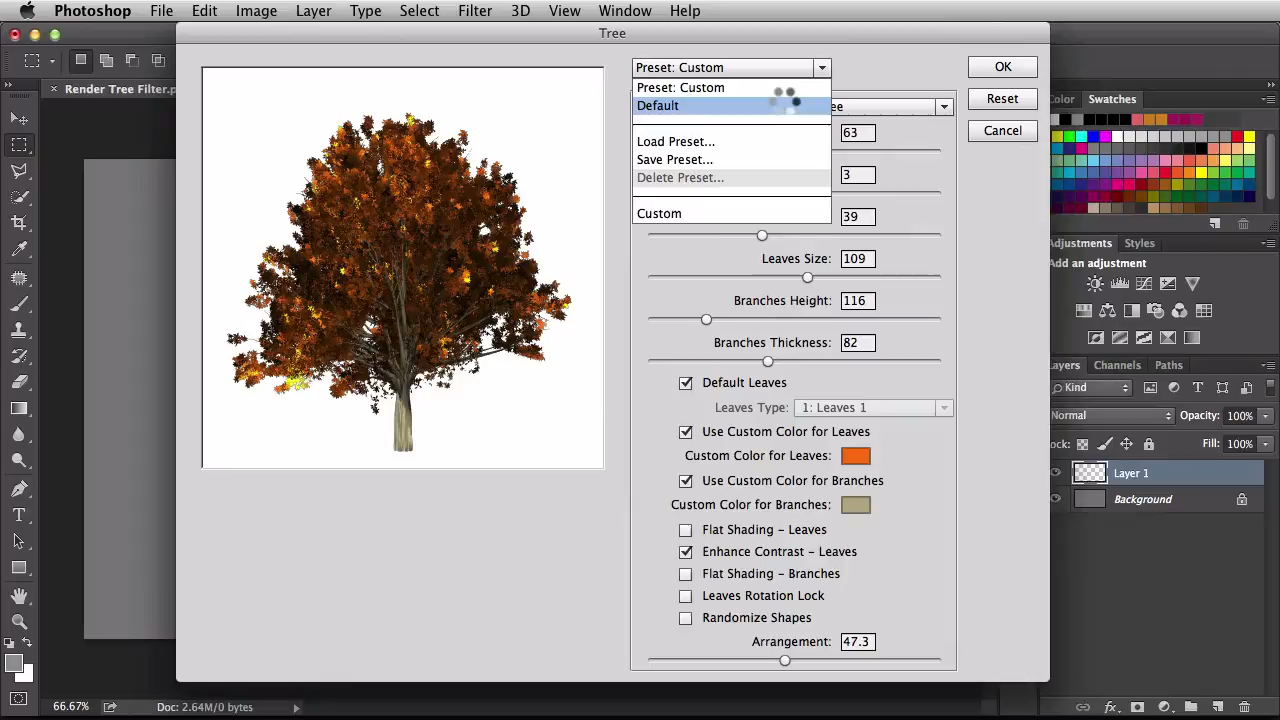 Photoshop File Edit Image Layer Type Select Filter 3D View Window Help
Tree
Render Tree Filter.p
Preset: Custom
Preset: Custom
Default
Load Preset...
Save Preset...
Delete Preset...
Custom
ee
63
3
39
Leaves Size: 109
Branches Height: 116
Branches Thickness: 82
Default Leaves
Leaves Type: 1: Leaves 1
Use Custom Color for Leaves
Custom Color for Leaves:
Use Custom Color for Branches
Custom Color for Branches:
Flat Shading - Leaves
Enhance Contrast - Leaves
Flat Shading - Branches
Leaves Rotation Lock
Randomize Shapes
Arrangement: 47.3
OK
Reset
Cancel
Color Swatches
Adjustments Styles
Add an adjustment
Layers Channels Paths
Kind
Normal Opacity: 100%
Lock: Fill: 100%
Layer 1
Background
66.67% Doc: 2.64M/0 bytes
fx